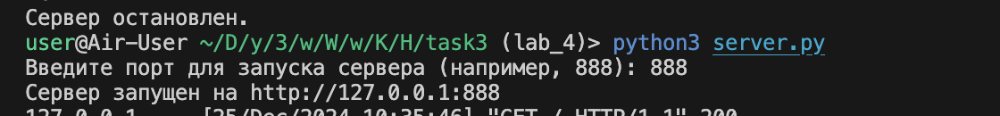 Сервер остановлен.
user@Air-User ~/D/y/3/w/W/w/K/H/task3 (lab_4)> python3 server.py
Введите порт для запуска сервера (например, 888): 888
Сервер запущен на http://127.0.0.1:888
127.0.0.1 - - [25/Dec/2024 10:35:46] "GET / HTTP/1.1" 200